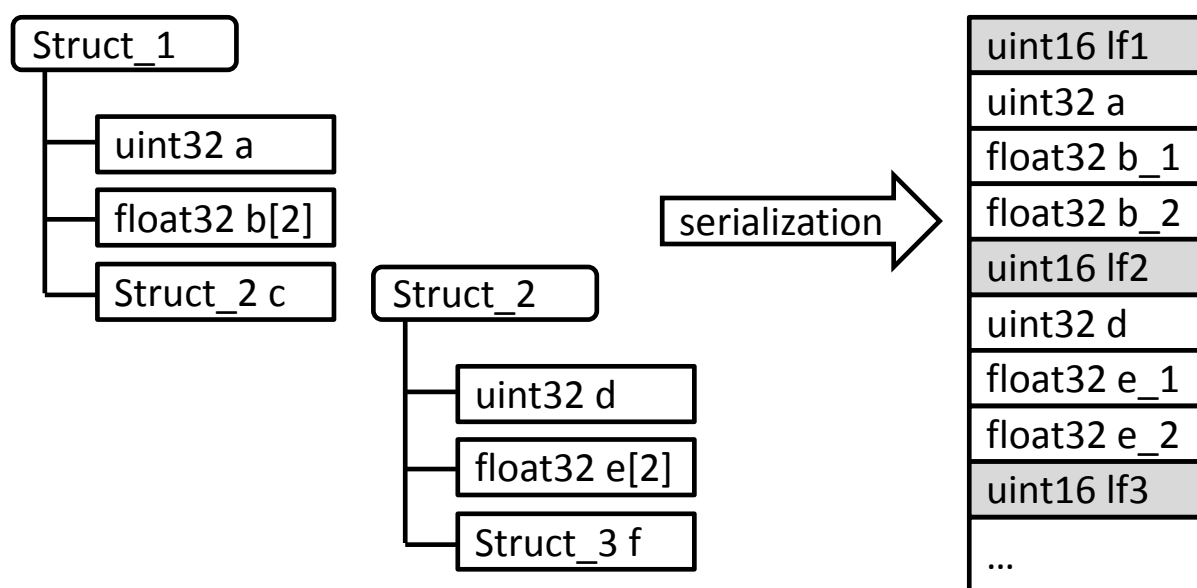 Struct_1
uint32 a
float32 b[2]
Struct_2 c
Struct_2
uint32 d
float32 e[2]
Struct_3 f
serialization
uint16 lf1
uint32 a
float32 b_1
float32 b_2
uint16 lf2
uint32 d
float32 e_1
float32 e_2
uint16 lf3
...